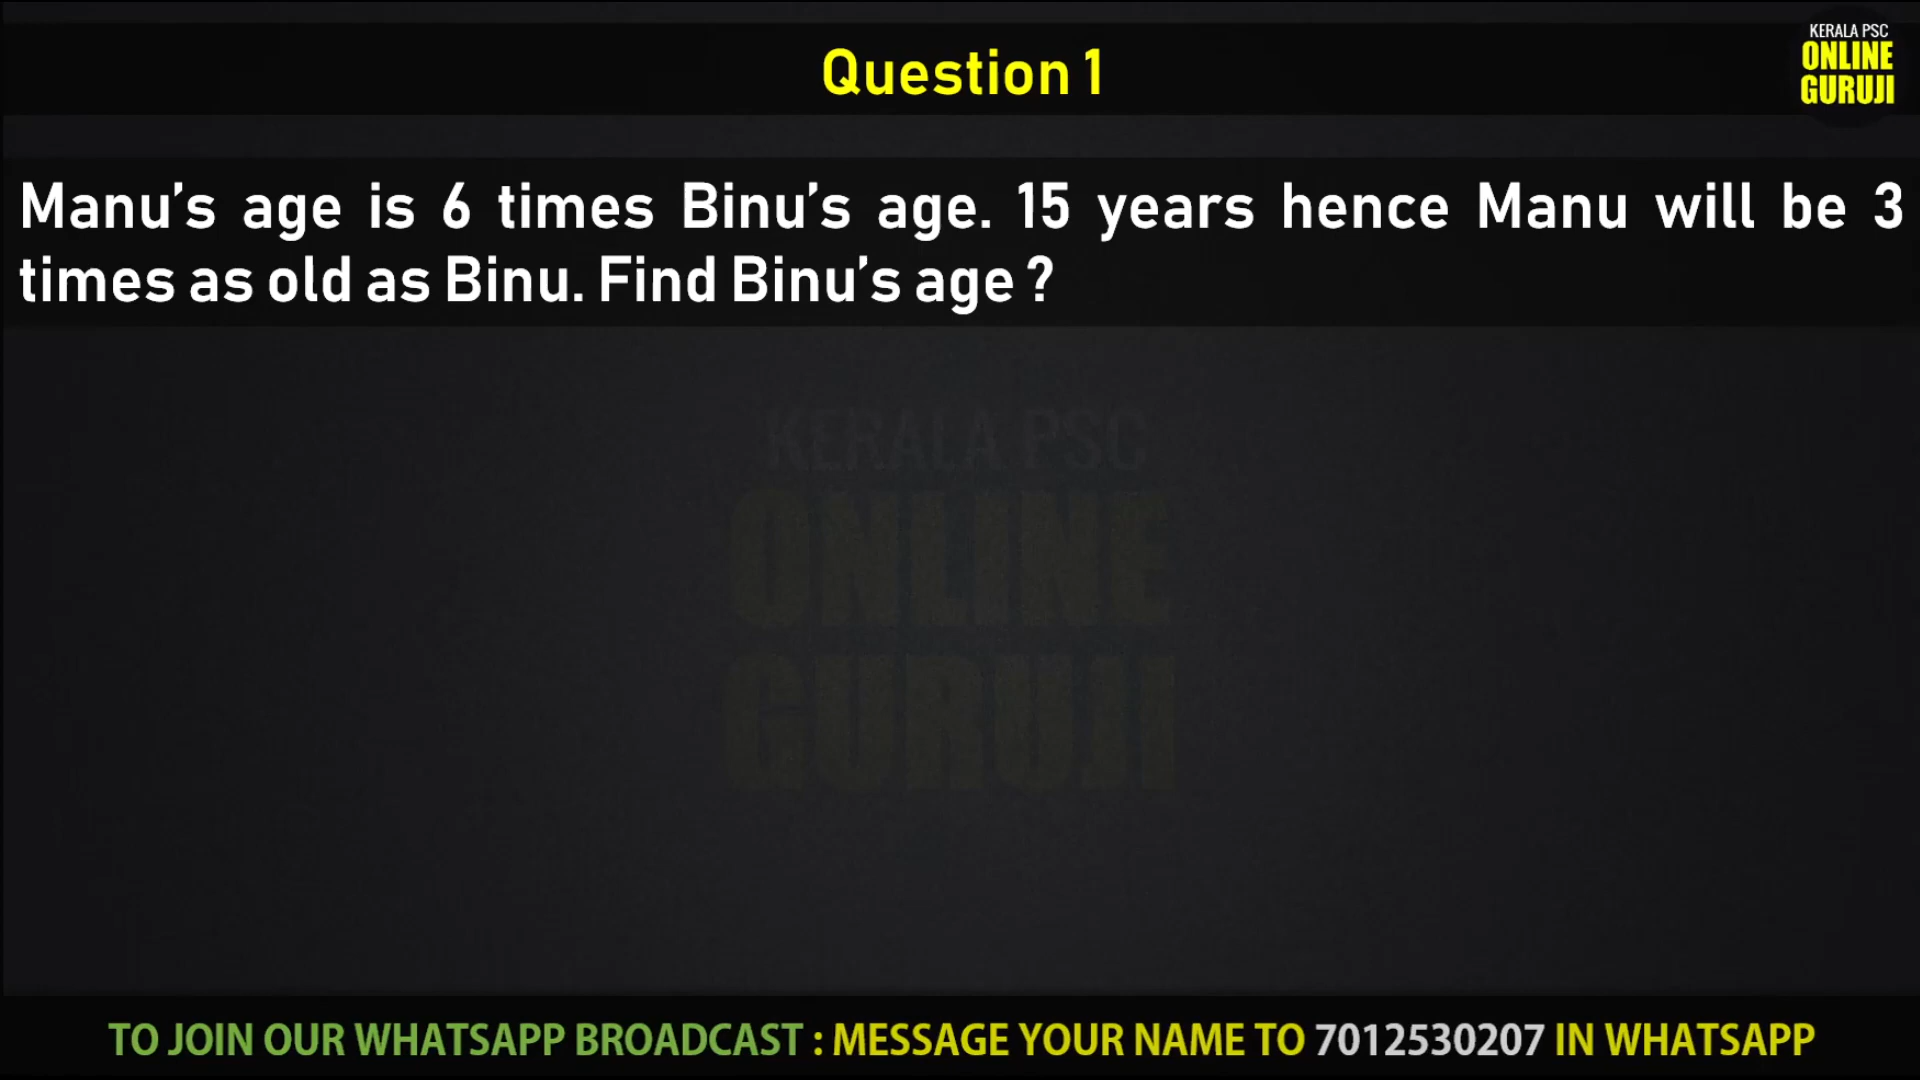 Question 1
KERALA PSC
ONLINE
GURUJI
Manu’s age is 6 times Binu’s age. 15 years hence Manu will be 3
times as old as Binu. Find Binu’s age ?
KERALA PSC
ONLINE
GURUJI
TO JOIN OUR WHATSAPP BROADCAST : MESSAGE YOUR NAME TO 7012530207 IN WHATSAPP